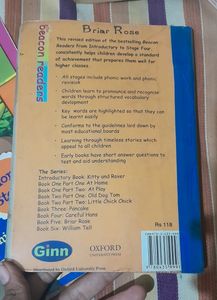 Briar Rose
This revised edition of the bestselling Beacon
Readers from Introductory to Stage Four
consistently helps children develop a standard
of achievement that prepares them well for
higher classes.
- All stages include phonic work and phonic
revision
- Children learn to pronounce and recognise
words through structured vocabulary
development
- Key words are highlighted so that they can
be learnt easily
- Conforms to the guidelines laid down by
most educational boards
- Learning through timeless stories which
appeal to all children
- Early books have short answer questions to
test and aid understanding
The Series:
Introductory Book: Kitty and Rover
Book One Part One: At Home
Book One Part Two: At Play
Book Two Part One: Old Dog Tom
Book Two Part Two: Little Chick Chick
Book Three: Pancake
Book Four: Careful Hans
Book Five: Briar Rose
Book Six: William Tell
Rs 118
Ginn
OXFORD
UNIVERSITY PRESS
Distributed by Oxford University Press
beacon readers